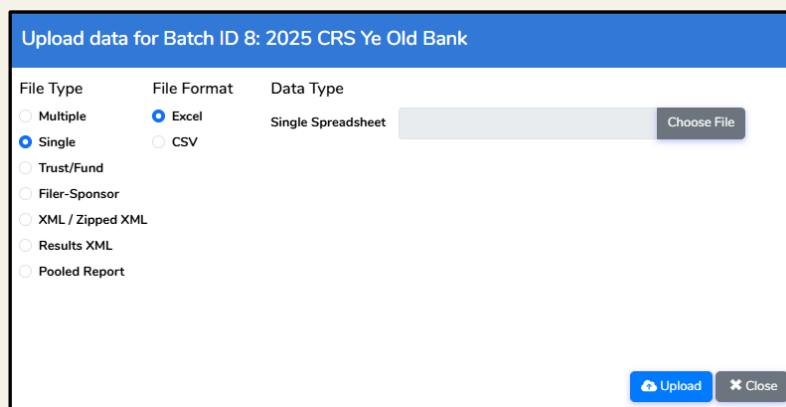 Upload data for Batch ID 8: 2025 CRS Ye Old Bank
File Type File Format Data Type
Multiple Excel Single Spreadsheet Choose File
Single CSV
Trust/Fund
Filer-Sponsor
XML / Zipped XML
Results XML
Pooled Report
Upload Close